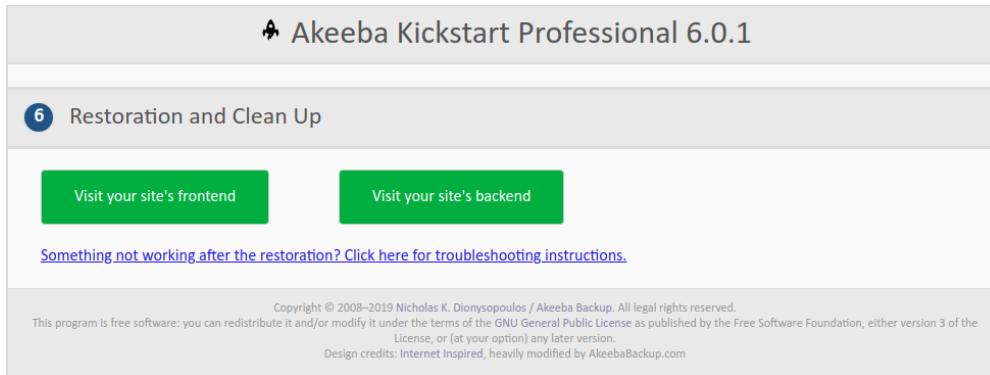 Akeeba Kickstart Professional 6.0.1
6 Restoration and Clean Up
Visit your site's frontend
Visit your site's backend
Something not working after the restoration? Click here for troubleshooting instructions.
Copyright © 2008–2019 Nicholas K. Dionysopoulos / Akeeba Backup. All legal rights reserved.
This program is free software: you can redistribute it and/or modify it under the terms of the GNU General Public License as published by the Free Software Foundation, either version 3 of the
License, or (at your option) any later version.
Design credits: Internet Inspired, heavily modified by AkeebaBackup.com